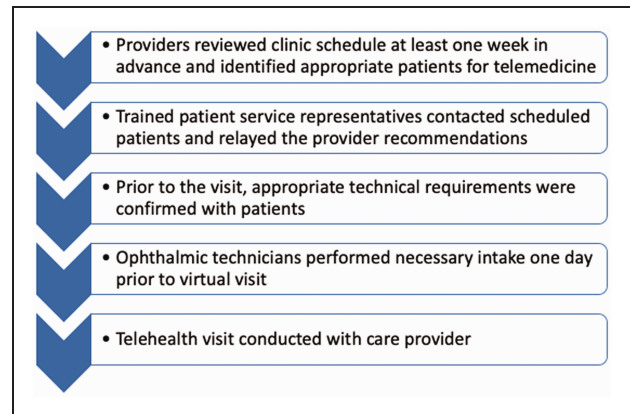 • Providers reviewed clinic schedule at least one week in
advance and identified appropriate patients for telemedicine
• Trained patient service representatives contacted scheduled
patients and relayed the provider recommendations
• Prior to the visit, appropriate technical requirements were
confirmed with patients
• Ophthalmic technicians performed necessary intake one day
prior to virtual visit
• Telehealth visit conducted with care provider